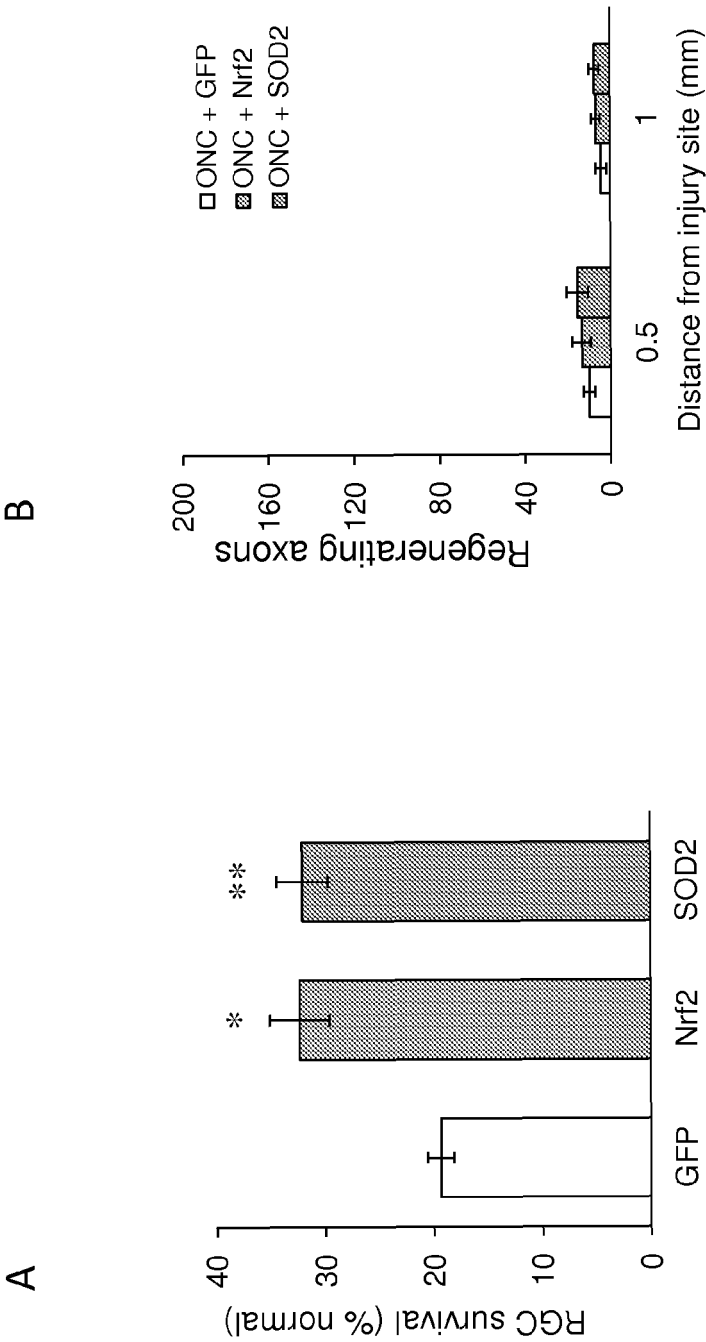 A
RGC survival (% normal)
40
30
20
10
0
GFP
Nrf2
SOD2
*
**
B
Regenerating axons
200
160
120
80
40
0
ONC + GFP
ONC + Nrf2
ONC + SOD2
0.5
1
Distance from injury site (mm)